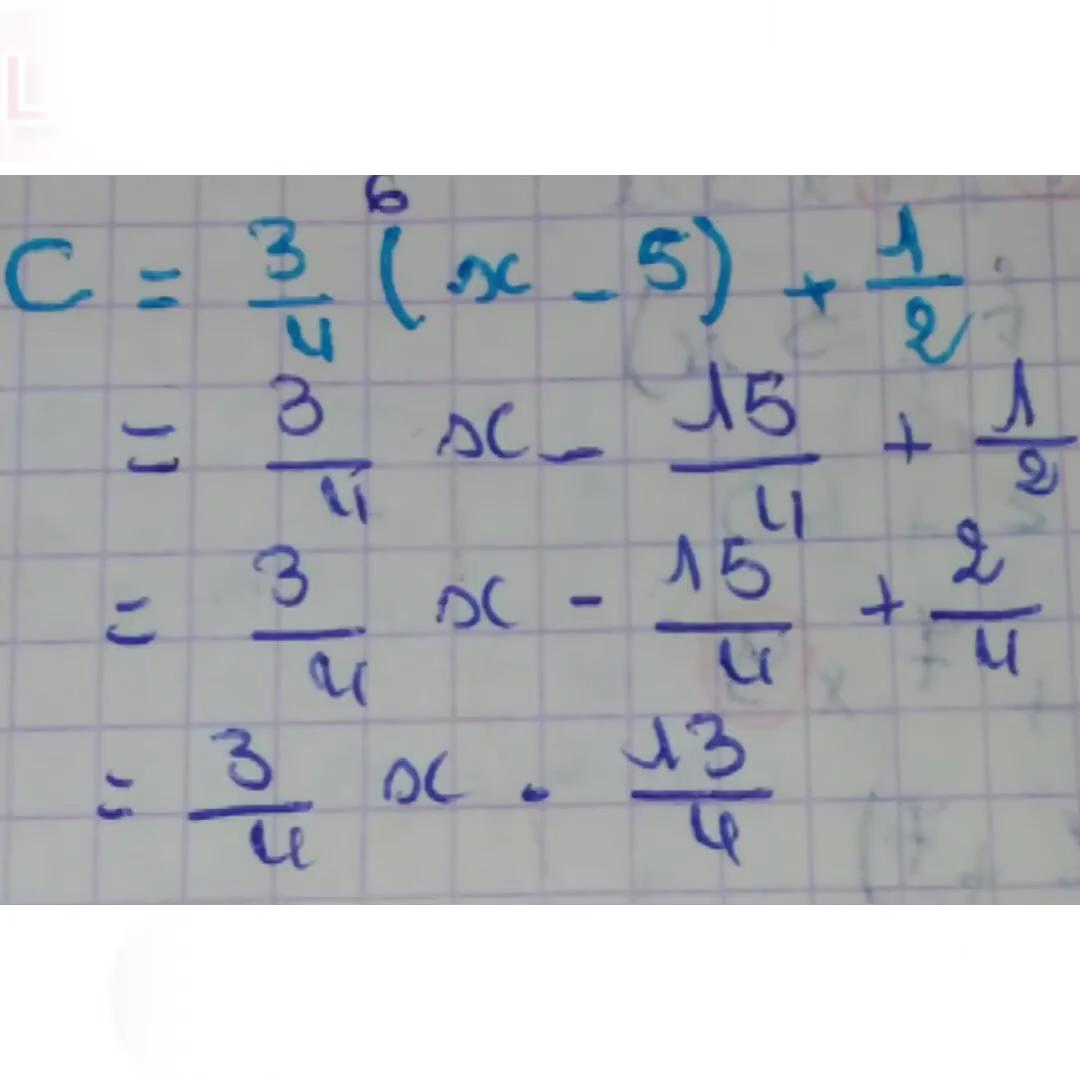 6
C = 3/4 (x - 5) + 1/2
= 3/4 x - 15/4 + 1/2
= 3/4 x - 15/4 + 2/4
= 3/4 x - 13/4